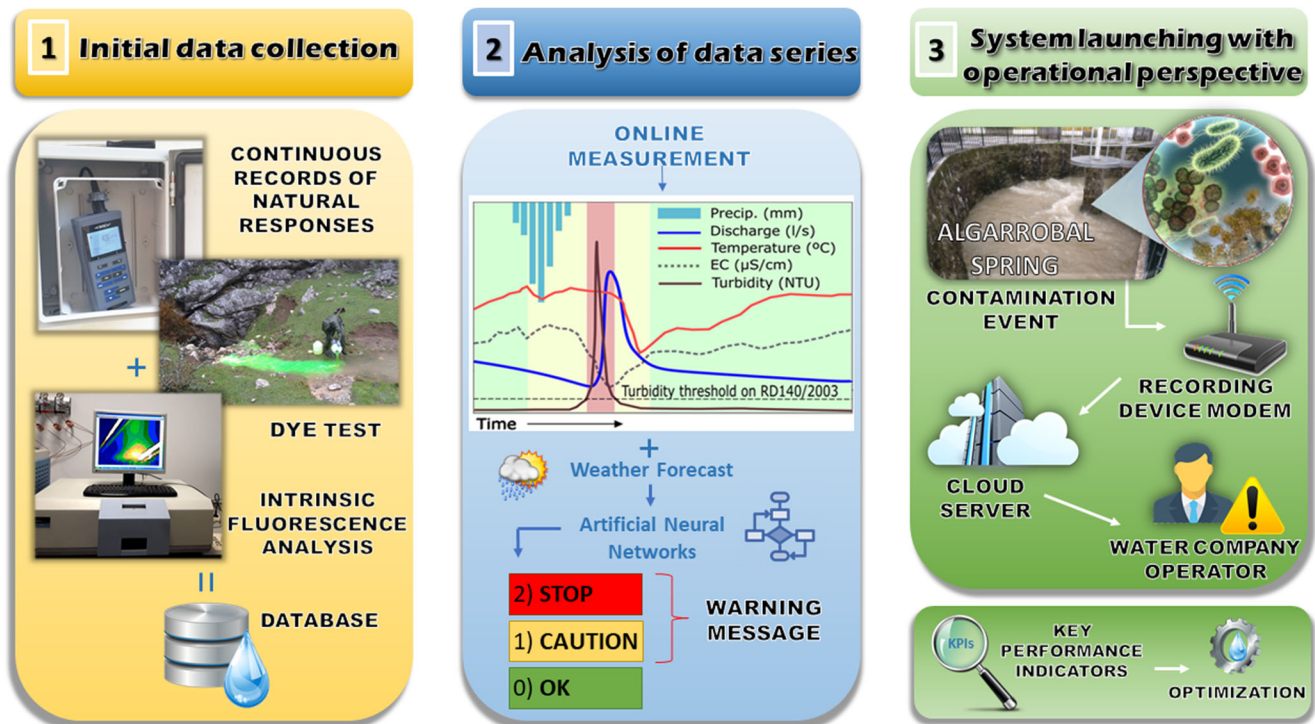 1 Initial data collection
CONTINUOUS
RECORDS OF
NATURAL
RESPONSES
+
DYE TEST
INTRINSIC
FLUORESCENCE
ANALYSIS
=
DATABASE
2 Analysis of data series
ONLINE
MEASUREMENT
Precip. (mm)
Discharge (l/s)
Temperature (ºC)
EC (µS/cm)
Turbidity (NTU)
Turbidity threshold on RD140/2003
Time
+
Weather Forecast
Artificial Neural
Networks
2) STOP
1) CAUTION
0) OK
WARNING
MESSAGE
3 System launching with
operational perspective
ALGARROBAL
SPRING
CONTAMINATION
EVENT
RECORDING
DEVICE MODEM
CLOUD
SERVER
WATER COMPANY
OPERATOR
KPIs
KEY
PERFORMANCE
INDICATORS
OPTIMIZATION